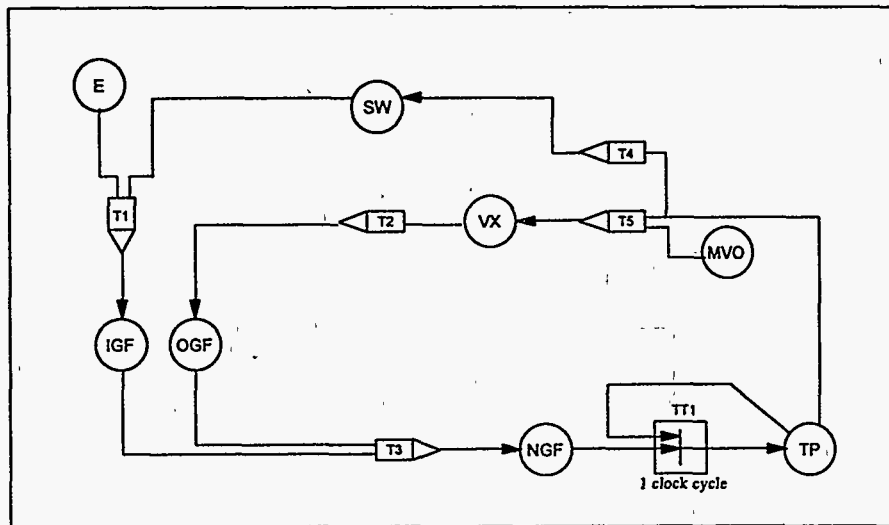 E
SW
T4
T1
T2
VX
T5
MVO
IGF
OGF
TT1
T3
NGF
TP
1 clock cycle